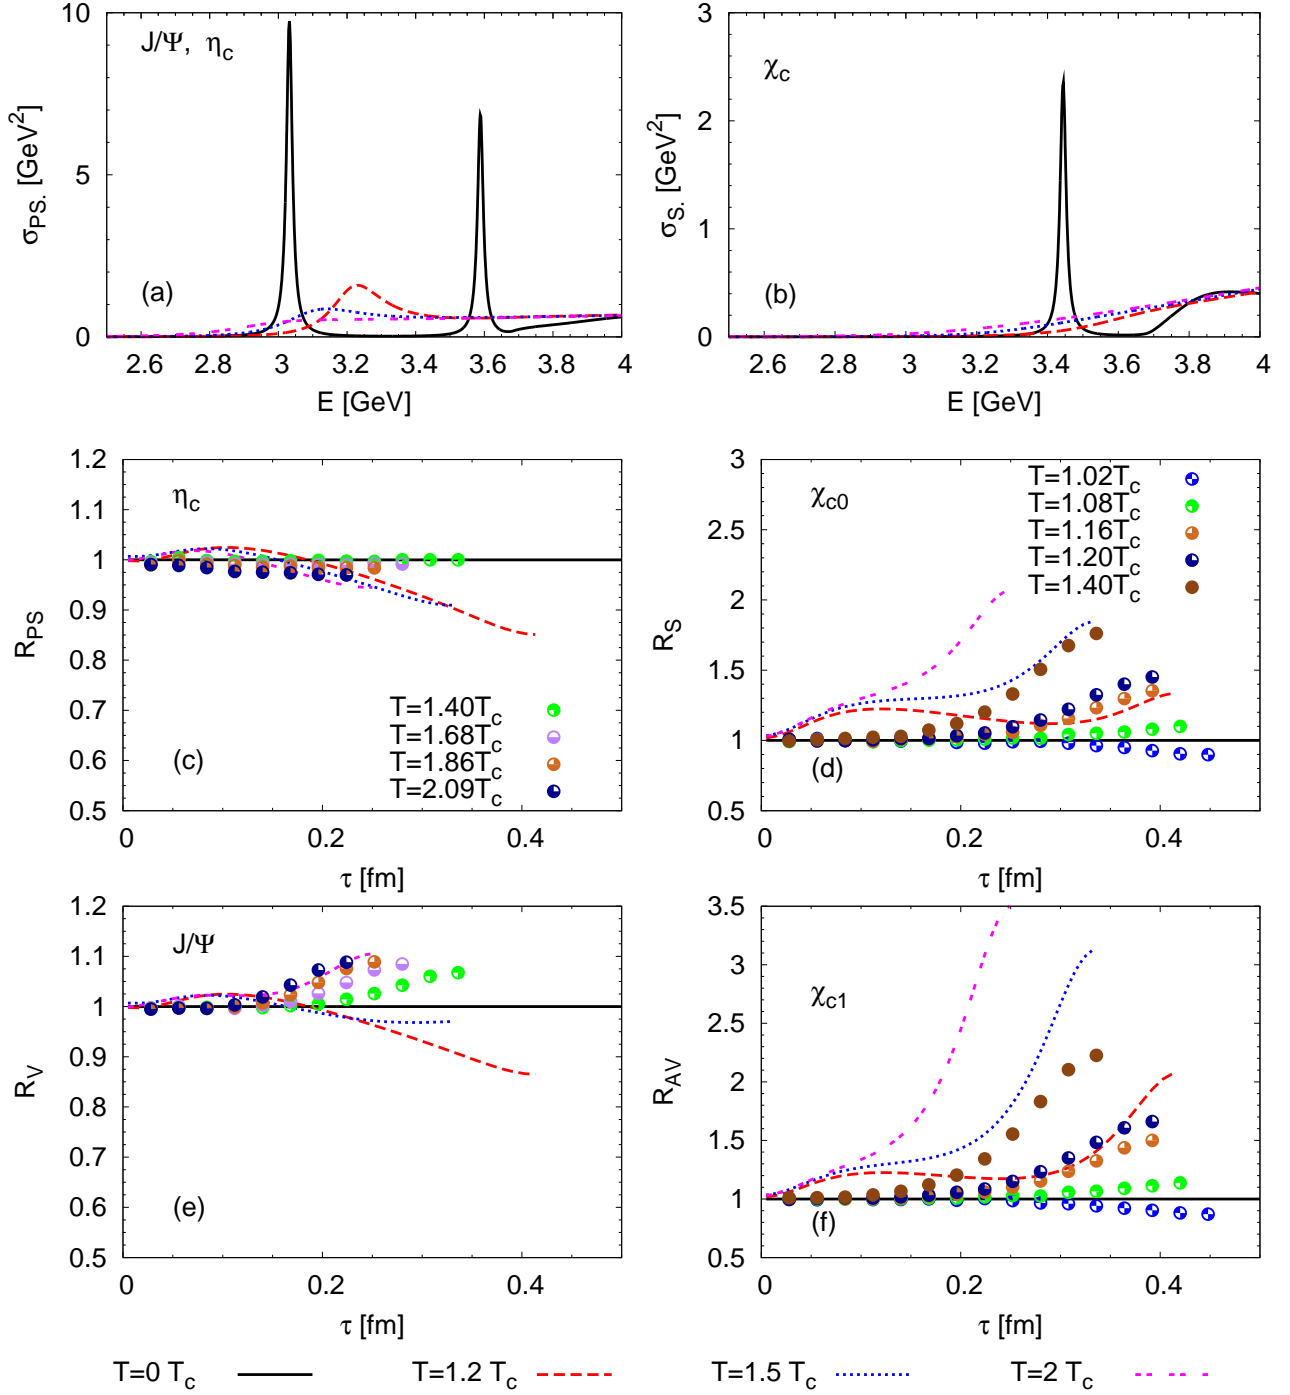 J/Ψ, η_c
(a)
σ_PS. [GeV²]
10
5
0
2.6 2.8 3 3.2 3.4 3.6 3.8 4
E [GeV]
χ_c
(b)
σ_S. [GeV²]
3
2
1
0
2.6 2.8 3 3.2 3.4 3.6 3.8 4
E [GeV]
η_c
R_PS
1.2
1.1
1
0.9
0.8
0.7
0.6
0.5
T=1.40T_c
T=1.68T_c
T=1.86T_c
T=2.09T_c
(c)
0 0.2 0.4
τ [fm]
χ_c0
R_S
3
2.5
2
1.5
1
0.5
T=1.02T_c
T=1.08T_c
T=1.16T_c
T=1.20T_c
T=1.40T_c
(d)
0 0.2 0.4
τ [fm]
J/Ψ
R_V
1.2
1.1
1
0.9
0.8
0.7
0.6
0.5
(e)
0 0.2 0.4
τ [fm]
χ_c1
R_AV
3.5
3
2.5
2
1.5
1
0.5
(f)
0 0.2 0.4
τ [fm]
T=0 T_c T=1.2 T_c T=1.5 T_c T=2 T_c